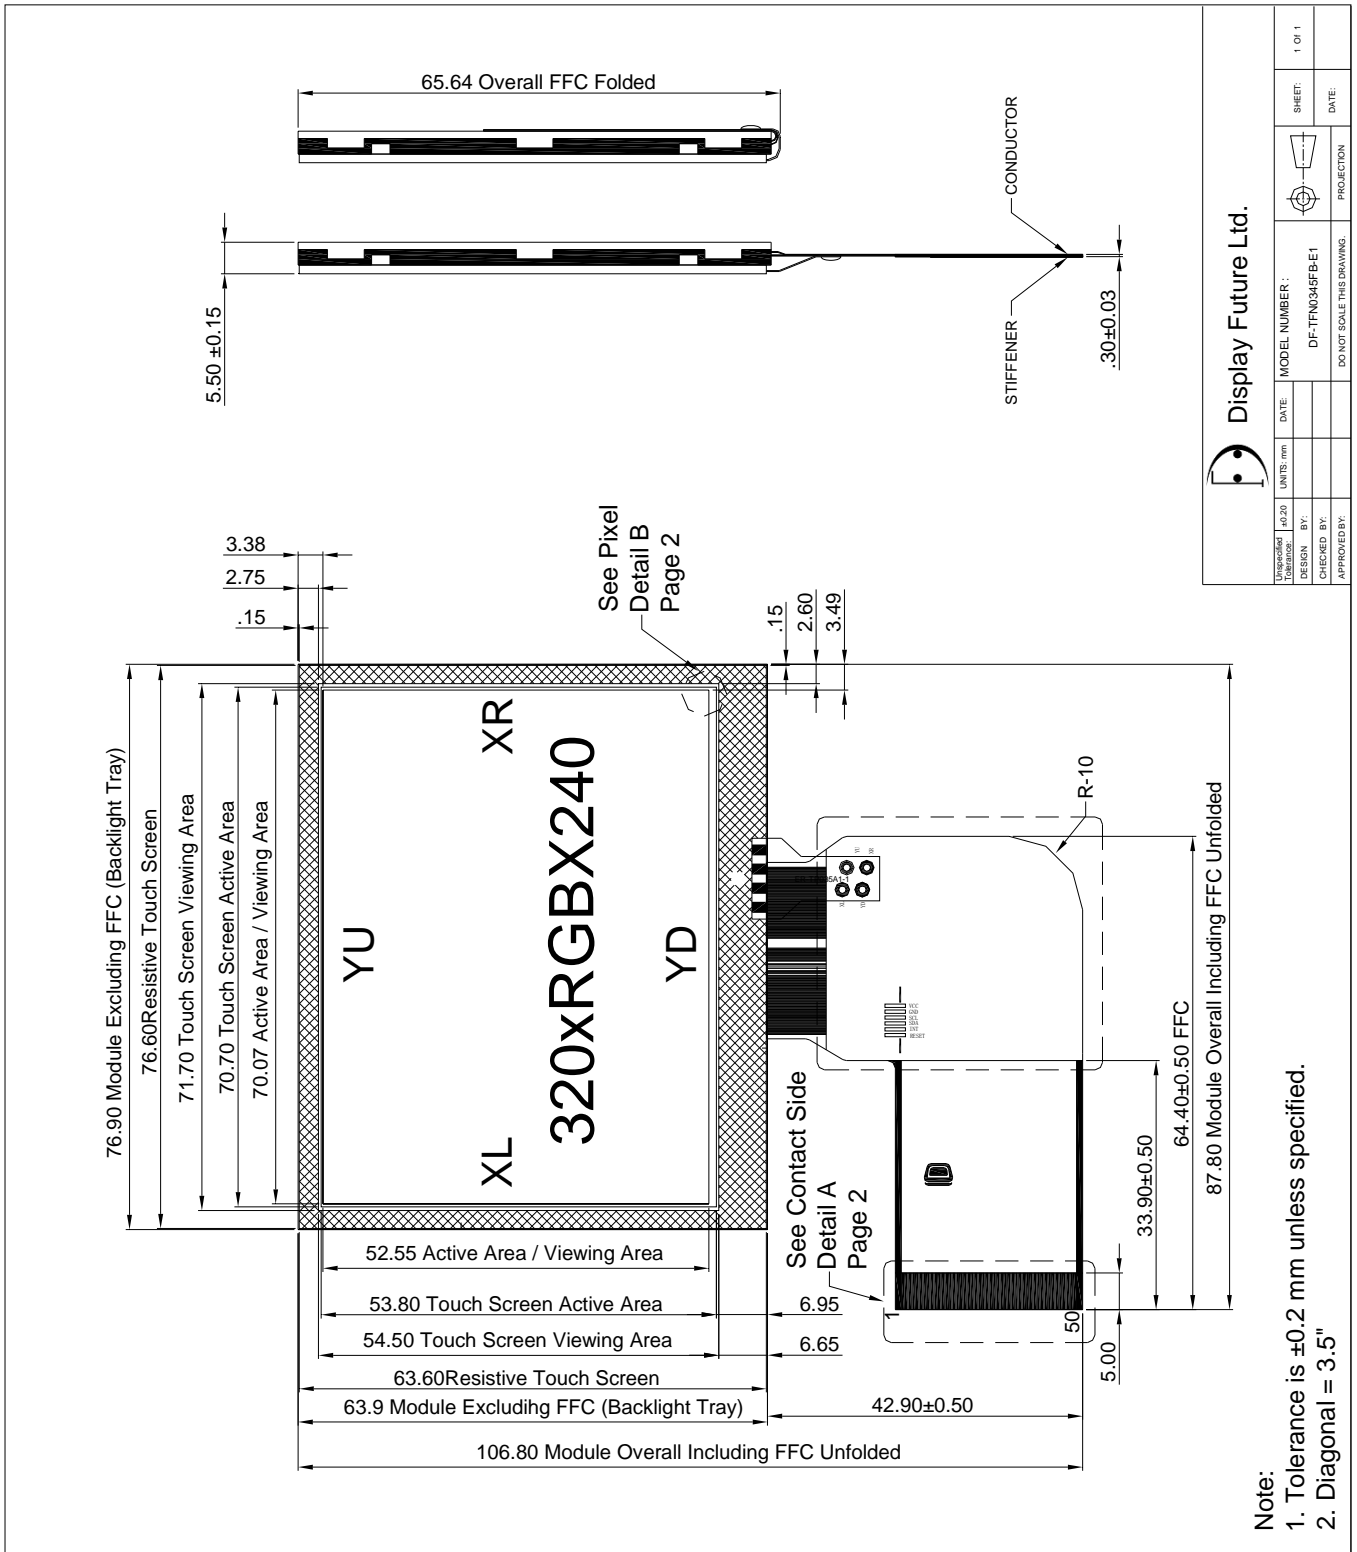 65.64 Overall FFC Folded
5.50 ±0.15
CONDUCTOR
STIFFENER
.30±0.03
3.38
2.75
.15
See Pixel
Detail B
Page 2
.15
2.60
3.49
76.90 Module Excluding FFC (Backlight Tray)
76.60Resistive Touch Screen
71.70 Touch Screen Viewing Area
70.70 Touch Screen Active Area
70.07 Active Area / Viewing Area
YU
XR
XL
YD
320xRGBX240
52.55 Active Area / Viewing Area
53.80 Touch Screen Active Area
6.95
54.50 Touch Screen Viewing Area
6.65
63.60Resistive Touch Screen
63.9 Module Excludihg FFC (Backlight Tray)
42.90±0.50
106.80 Module Overall Including FFC Unfolded
R-10
YU
XR
XL
YD
VCC
GND
SCL
SDA
INT
RESET
See Contact Side
Detail A
Page 2
1
50
5.00
33.90±0.50
64.40±0.50 FFC
87.80 Module Overall Including FFC Unfolded
Note:
1. Tolerance is ±0.2 mm unless specified.
2. Diagonal = 3.5"
Display Future Ltd.
Unspecified
Tolerance:
±0.20
UNITS: mm
DATE:
MODEL NUMBER :
DF-TFN0345FB-E1
SHEET:
1 Of 1
DESIGN BY:
CHECKED BY:
APPROVED BY:
DO NOT SCALE THIS DRAWING.
PROJECTION
DATE: